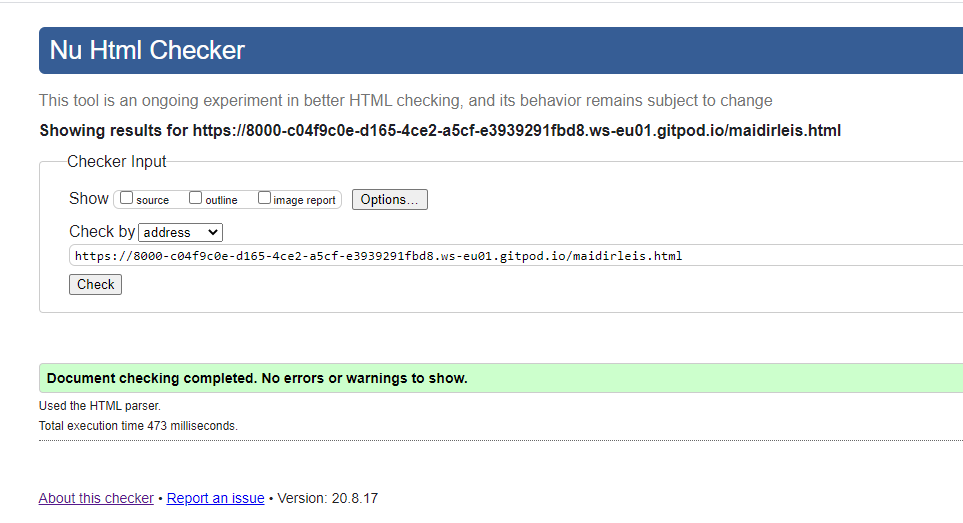 Nu Html Checker
This tool is an ongoing experiment in better HTML checking, and its behavior remains subject to change
Showing results for https://8000-c04f9c0e-d165-4ce2-a5cf-e3939291fbd8.ws-eu01.gitpod.io/maidirleis.html
Checker Input
Show source outline image report Options...
Check by address
https://8000-c04f9c0e-d165-4ce2-a5cf-e3939291fbd8.ws-eu01.gitpod.io/maidirleis.html
Check
Document checking completed. No errors or warnings to show.
Used the HTML parser.
Total execution time 473 milliseconds.
About this checker • Report an issue • Version: 20.8.17